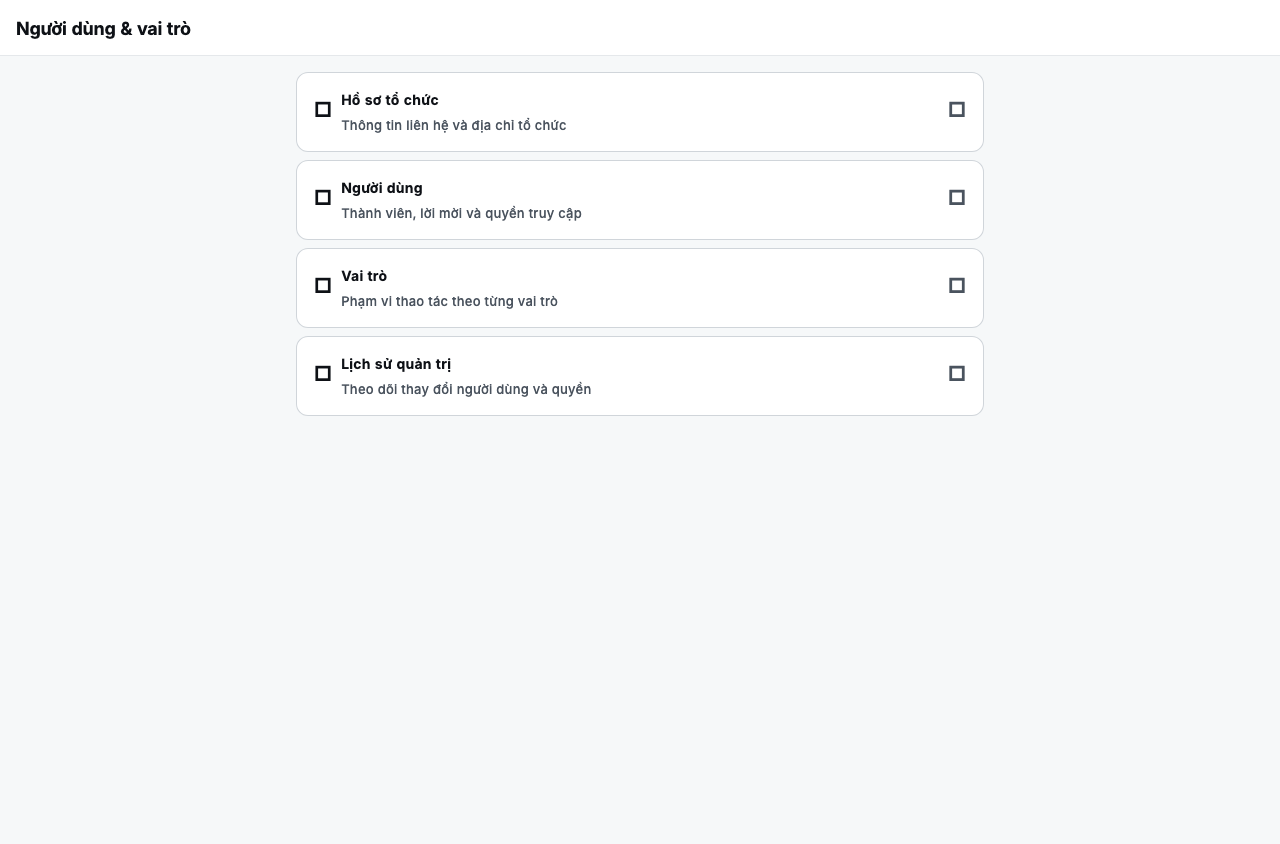 Người dùng & vai trò
Hồ sơ tổ chức
Thông tin liên hệ và địa chỉ tổ chức
Người dùng
Thành viên, lời mời và quyền truy cập
Vai trò
Phạm vi thao tác theo từng vai trò
Lịch sử quản trị
Theo dõi thay đổi người dùng và quyền